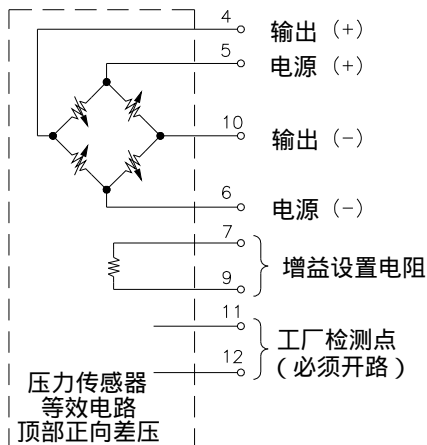 4 输出（+）
5 电源（+）
10 输出（-）
6 电源（-）
7
9
增益设置电阻
11
12
工厂检测点
（必须开路）
压力传感器
等效电路
顶部正向差压